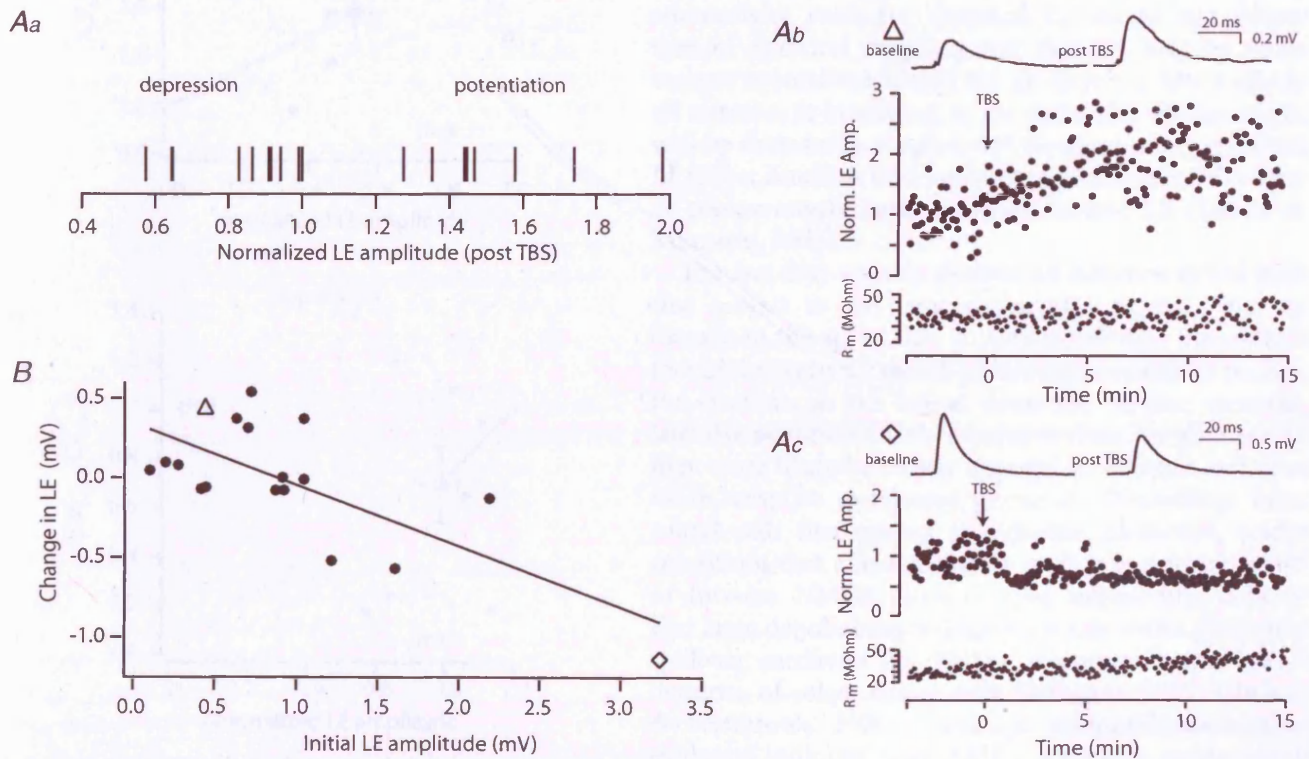 Aa
depression
potentiation
0.4 0.6 0.8 1.0 1.2 1.4 1.6 1.8 2.0
Normalized LE amplitude (post TBS)
Ab
baseline
post TBS
20 ms
0.2 mV
TBS
3
2
1
0
Norm. LE Amp.
50
20
Rm (MOhm)
0 5 10 15
Time (min)
B
0.5
0.0
-0.5
-1.0
Change in LE (mV)
0.0 0.5 1.0 1.5 2.0 2.5 3.0 3.5
Initial LE amplitude (mV)
Ac
baseline
post TBS
20 ms
0.5 mV
TBS
2
1
0
Norm. LE Amp.
50
20
Rm (MOhm)
0 5 10 15
Time (min)